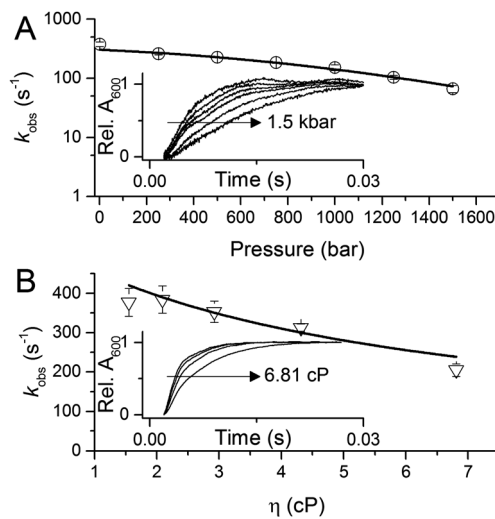 A
1000
100
10
1
k_obs (s⁻¹)
Rel. A₆₀₀
1
0
1.5 kbar
0.00
0.03
Time (s)
0 200 400 600 800 1000 1200 1400 1600
Pressure (bar)
B
400
300
200
100
0
k_obs (s⁻¹)
Rel. A₆₀₀
1
0
6.81 cP
0.00
0.03
Time (s)
1 2 3 4 5 6 7
η (cP)